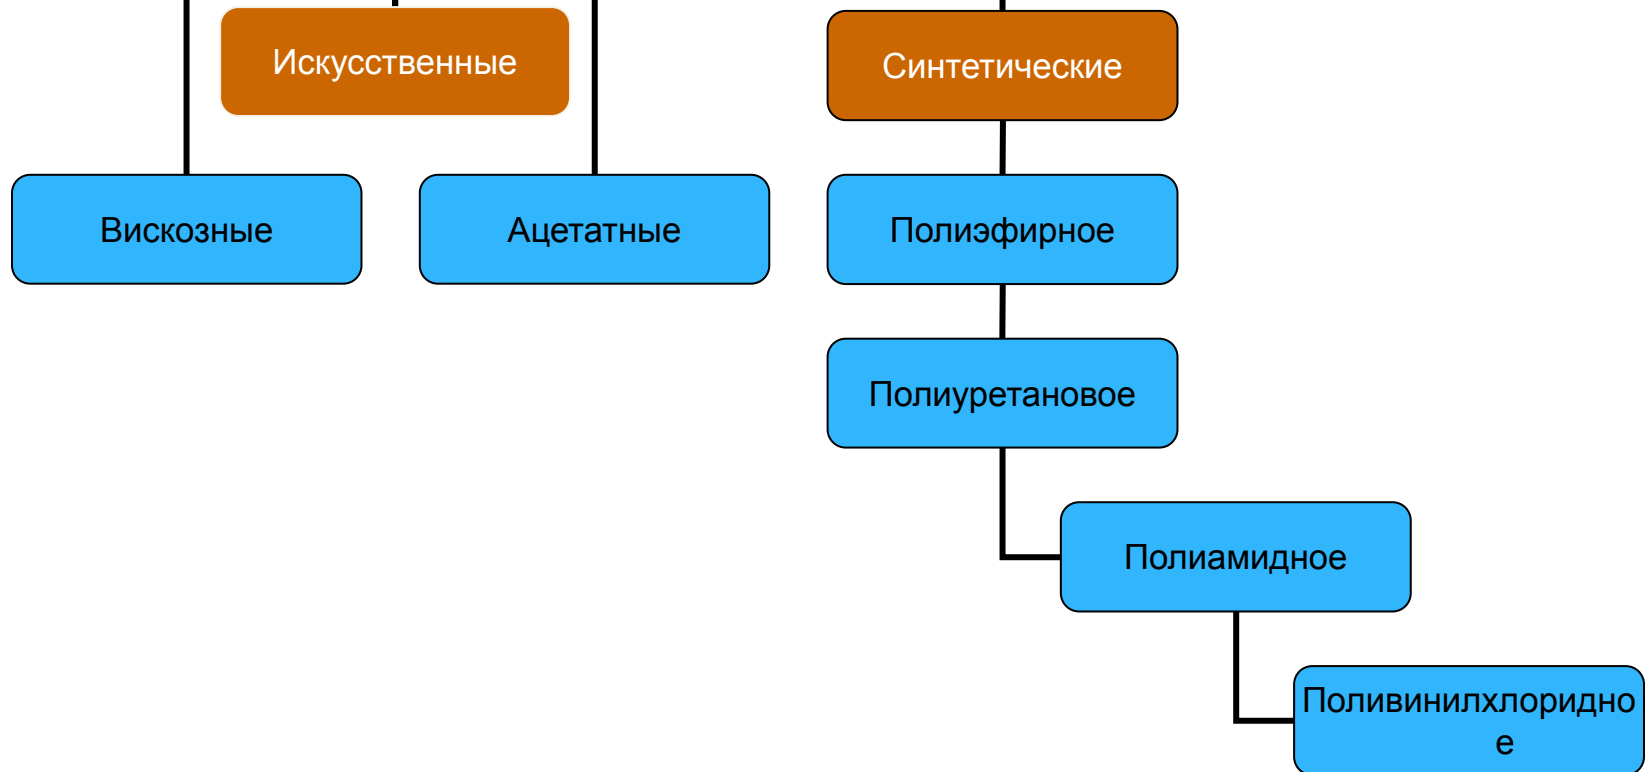 Искусственные
Синтетические
Вискозные
Ацетатные
Полиэфирное
Полиуретановое
Полиамидное
Поливинилхлоридно
е